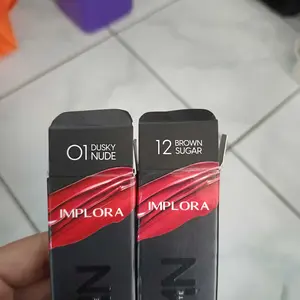 01 DUSKY
NUDE
IMPLORA
12 BROWN
SUGAR
IMPLORA